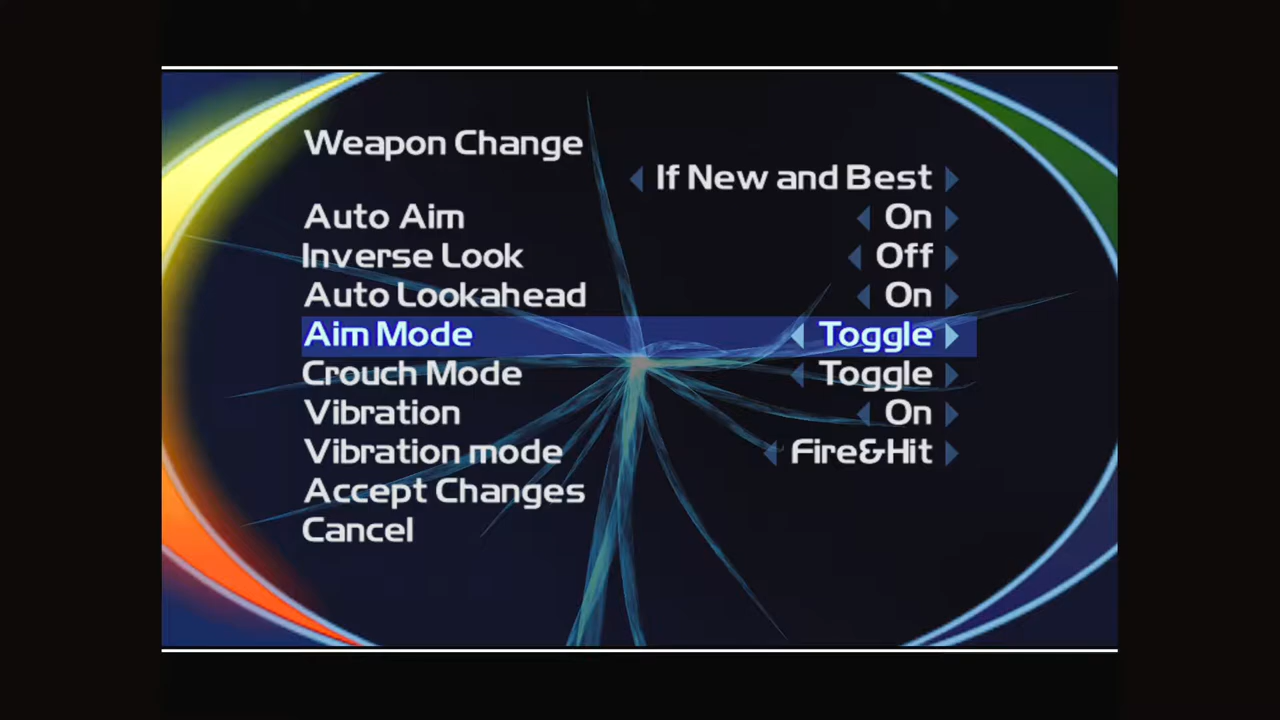 Weapon Change
If New and Best
Auto Aim On
Inverse Look Off
Auto Lookahead On
Aim Mode Toggle
Crouch Mode Toggle
Vibration On
Vibration mode Fire&Hit
Accept Changes
Cancel